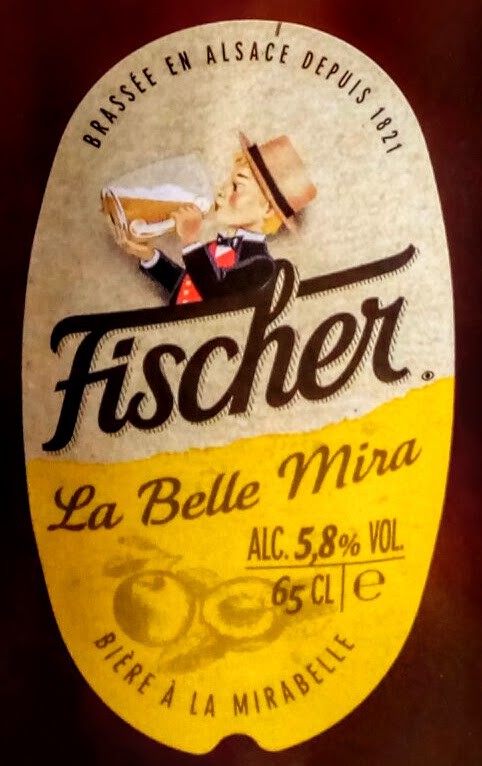 BRASSÉE EN ALSACE DEPUIS 1821
Fischer
La Belle Mira
ALC. 5,8% VOL.
65 CL e
BIÈRE À LA MIRABELLE